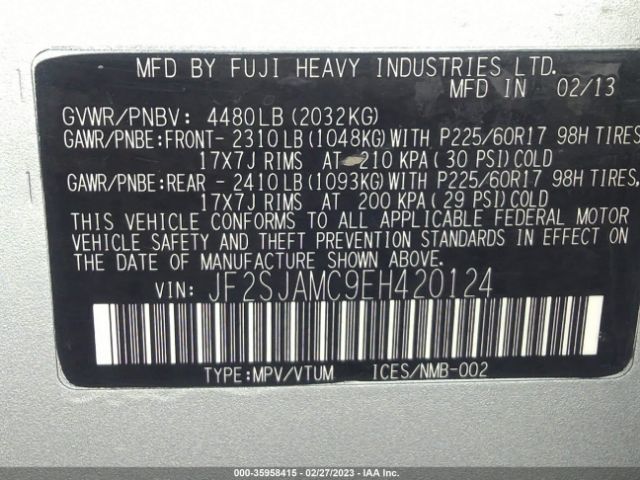 MFD BY FUJI HEAVY INDUSTRIES LTD.
MFD IN 02/13
GVWR/PNBV: 4480LB(2032KG)
GAWR/PNBE:FRONT- 2310LB(1048KG)WITH P225/60R17 98H TIRES,
17X7J RIMS AT 210 KPA(30 PSI)COLD
GAWR/PNBE:REAR - 2410LB(1093KG)WITH P225/60R17 98H TIRES,
17X7J RIMS AT 200 KPA(29 PSI)COLD
THIS VEHICLE CONFORMS TO ALL APPLICABLE FEDERAL MOTOR
VEHICLE SAFETY AND THEFT PREVENTION STANDARDS IN EFFECT ON
THE DATE OF MANUFACTURE SHOWN ABOVE.
VIN: JF2SJAMC9EH420124
TYPE:MPV/VTUM ICES/NMB-002
000-35958415 - 02/27/2023 - IAA Inc.